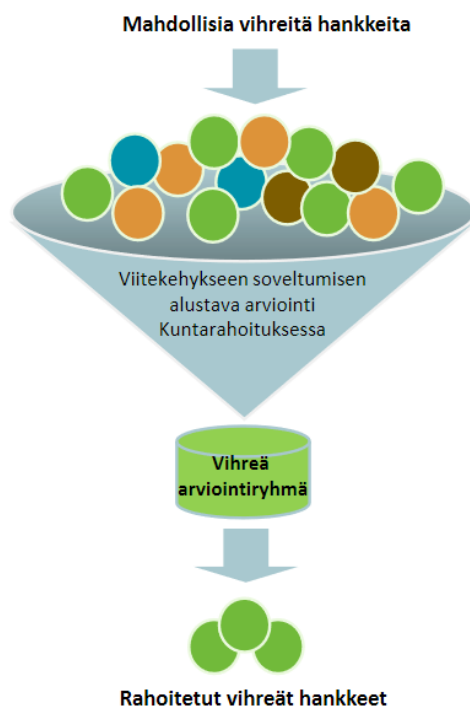 Mahdollisia vihreitä hankkeita
Viitekehykseen soveltumisen
alustava arviointi
Kuntarahoituksessa
Vihreä
arviointiryhmä
Rahoitetut vihreät hankkeet